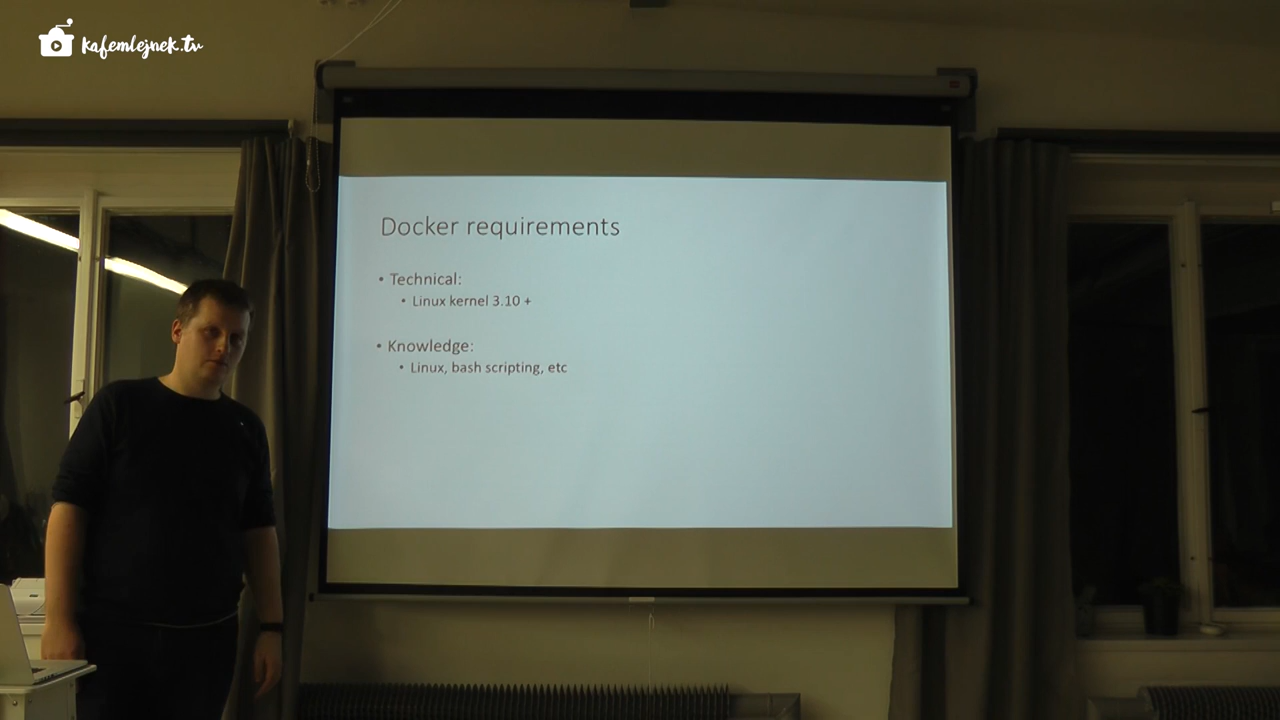 kafemlejnek.tv
Docker requirements
• Technical:
• Linux kernel 3.10 +
• Knowledge:
• Linux, bash scripting, etc